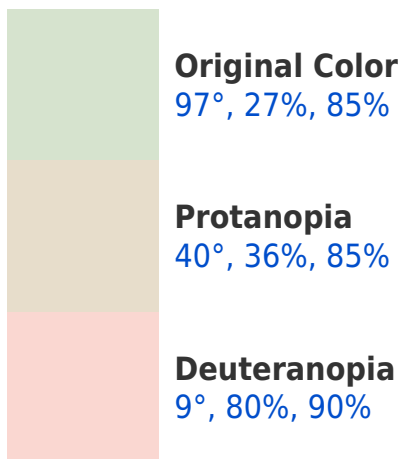 Original Color
97°, 27%, 85%
Protanopia
40°, 36%, 85%
Deuteranopia
9°, 80%, 90%